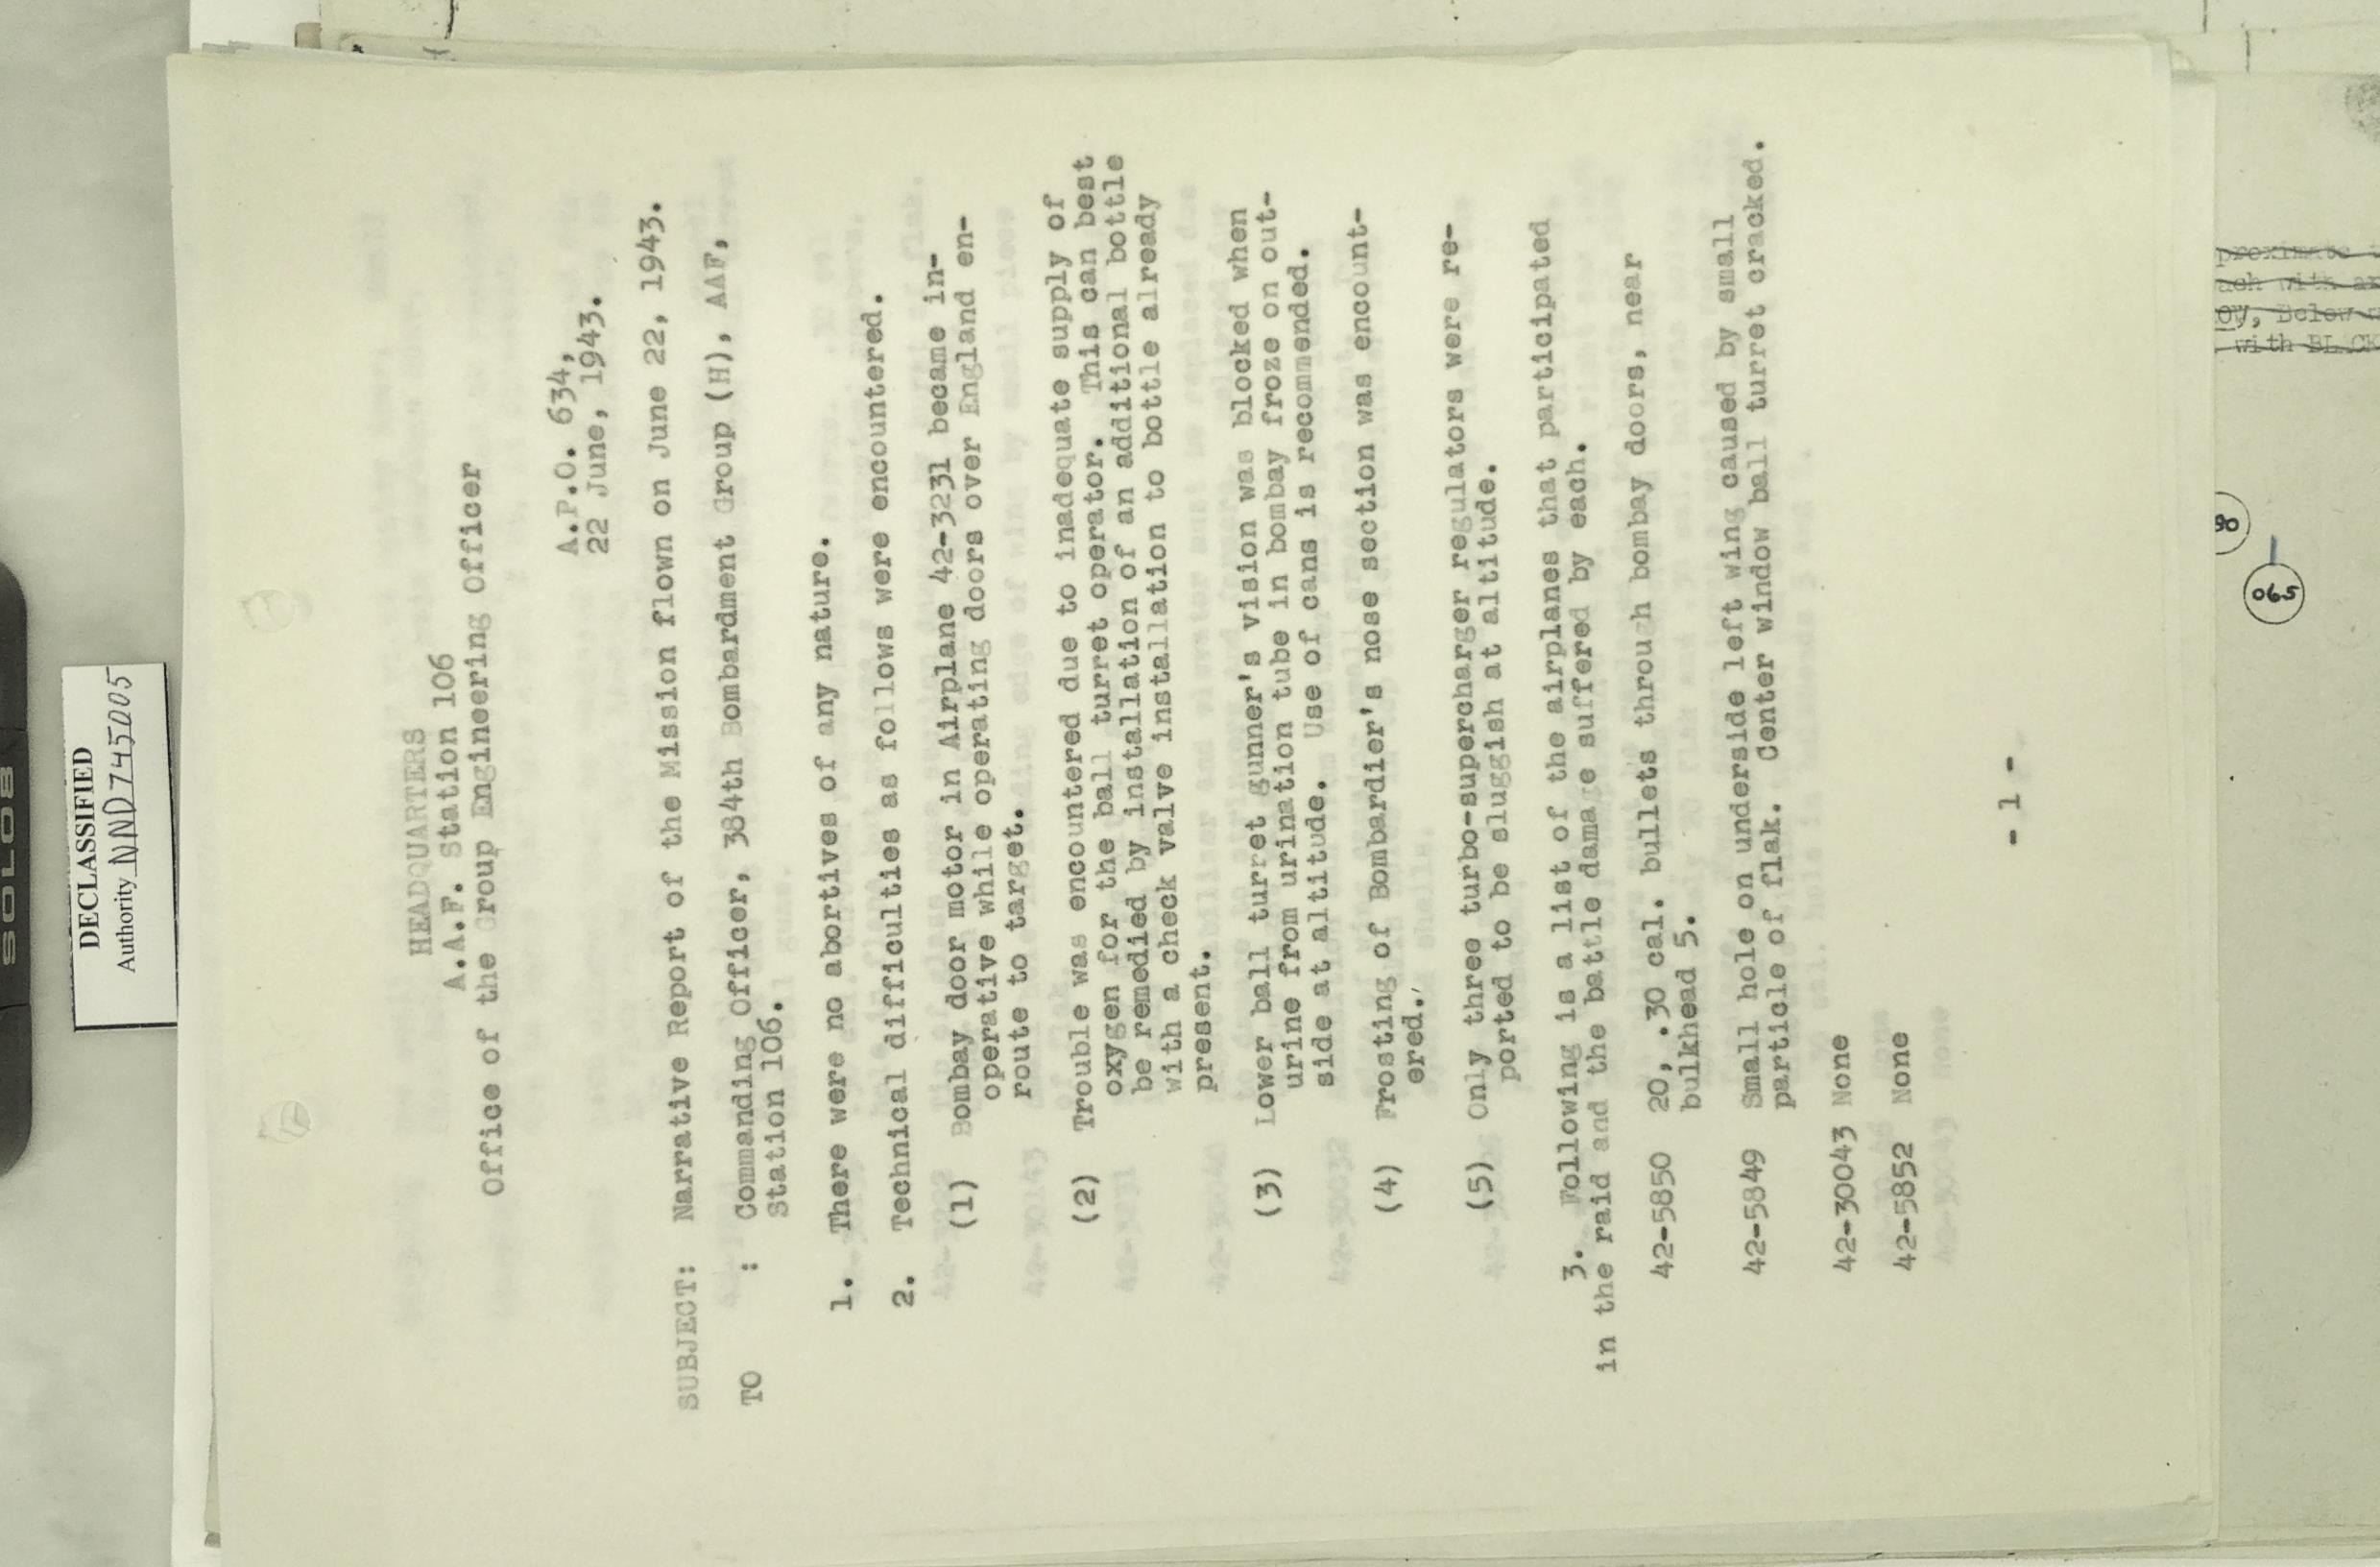 SOLO8
DECLASSIFIED
Authority NND745005
HEADQUARTERS
A.A.F. Station 106
Office of the Group Engineering Officer
A.P.O. 634,
22 June, 1943.
SUBJECT: Narrative Report of the Mission flown on June 22, 1943.
TO : Commanding Officer, 384th Bombardment Group (H), AAF,
Station 106.
1. There were no abortives of any nature.
2. Technical difficulties as follows were encountered.
(1) Bombay door motor in Airplane 42-3231 became in-
operative while operating doors over England en-
route to target.
(2) Trouble was encountered due to inadequate supply of
oxygen for the ball turret operator. This can best
be remedied by installation of an additional bottle
with a check valve installation to bottle already
present.
(3) Lower ball turret gunner's vision was blocked when
urine from urination tube in bombay froze on out-
side at altitude. Use of cans is recommended.
(4) Frosting of Bombardier's nose section was encount-
ered.
(5) Only three turbo-supercharger regulators were re-
ported to be sluggish at altitude.
3. Following is a list of the airplanes that participated
in the raid and the battle damage suffered by each.
42-5850 20, .30 cal. bullets through bombay doors, near
bulkhead 5.
42-5849 Small hole on underside left wing caused by small
particle of flak. Center window ball turret cracked.
42-30043 None
42-5852 None
- 1 -
proximate
with
Below
with BLACK
8
065